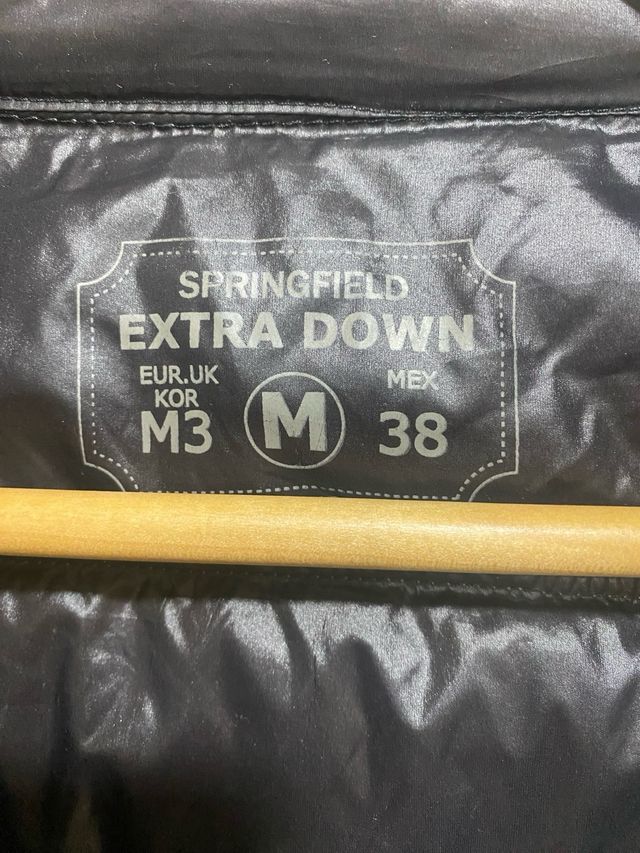 SPRINGFIELD
EXTRA DOWN
EUR.UK MEX
KOR
M3 M 38